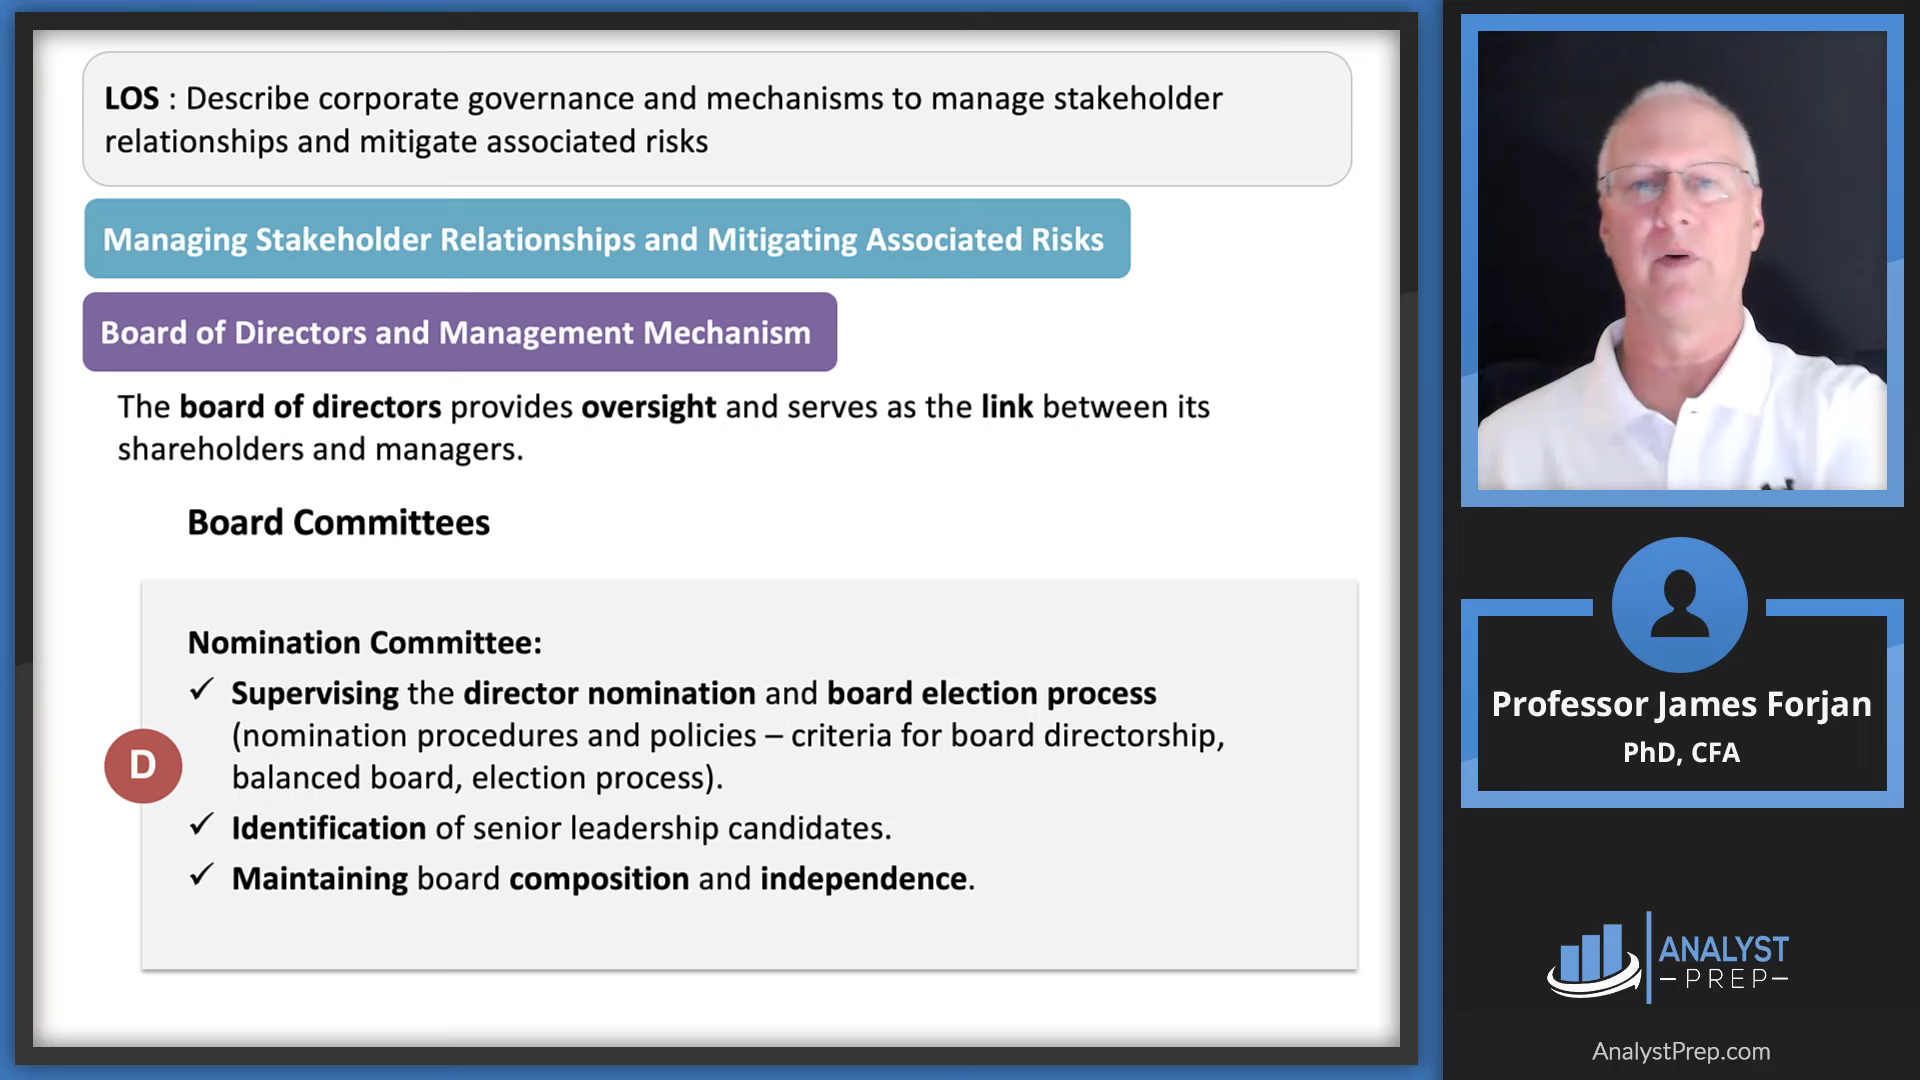 LOS : Describe corporate governance and mechanisms to manage stakeholder
relationships and mitigate associated risks
Managing Stakeholder Relationships and Mitigating Associated Risks
Board of Directors and Management Mechanism
The board of directors provides oversight and serves as the link between its
shareholders and managers.
Board Committees
Nomination Committee:
✓ Supervising the director nomination and board election process
(nomination procedures and policies – criteria for board directorship,
balanced board, election process).
D
✓ Identification of senior leadership candidates.
✓ Maintaining board composition and independence.
Professor James Forjan
PhD, CFA
ANALYST
PREP
AnalystPrep.com